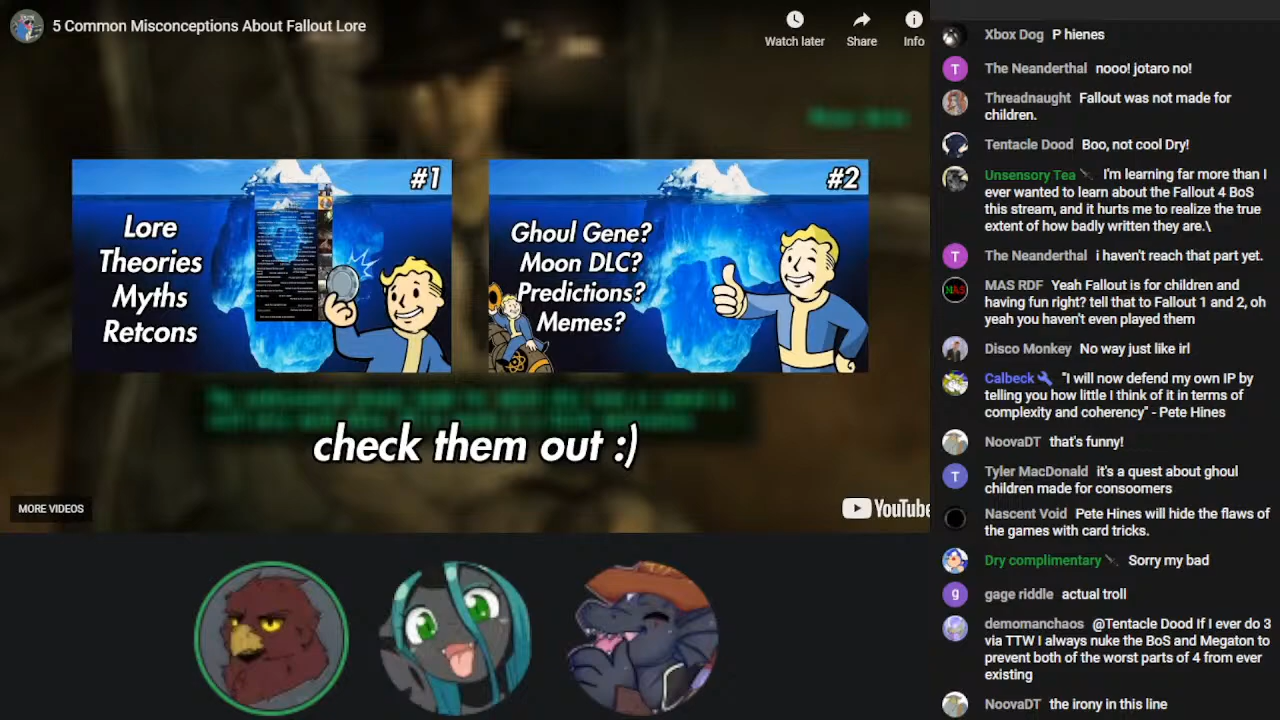 5 Common Misconceptions About Fallout Lore
Watch later
Share
Info
#1
Lore
Theories
Myths
Retcons
#2
Ghoul Gene?
Moon DLC?
Predictions?
Memes?
check them out :)
MORE VIDEOS
YouTube
Xbox Dog P hienes
T
The Neanderthal nooo! jotaro no!
Threadnaught Fallout was not made for
children.
Tentacle Dood Boo, not cool Dry!
Unsensory Tea I'm learning far more than I
ever wanted to learn about the Fallout 4 BoS
this stream, and it hurts me to realize the true
extent of how badly written they are.\
T
The Neanderthal i haven't reach that part yet.
MAS
MAS RDF Yeah Fallout is for children and
having fun right? tell that to Fallout 1 and 2, oh
yeah you haven't even played them
Disco Monkey No way just like irl
Calbeck "I will now defend my own IP by
telling you how little I think of it in terms of
complexity and coherency" - Pete Hines
NoovaDT that's funny!
T
Tyler MacDonald it's a quest about ghoul
children made for consoomers
Nascent Void Pete Hines will hide the flaws of
the games with card tricks.
Dry complimentary Sorry my bad
g
gage riddle actual troll
demomanchaos @Tentacle Dood If I ever do 3
via TTW I always nuke the BoS and Megaton to
prevent both of the worst parts of 4 from ever
existing
NoovaDT the irony in this line